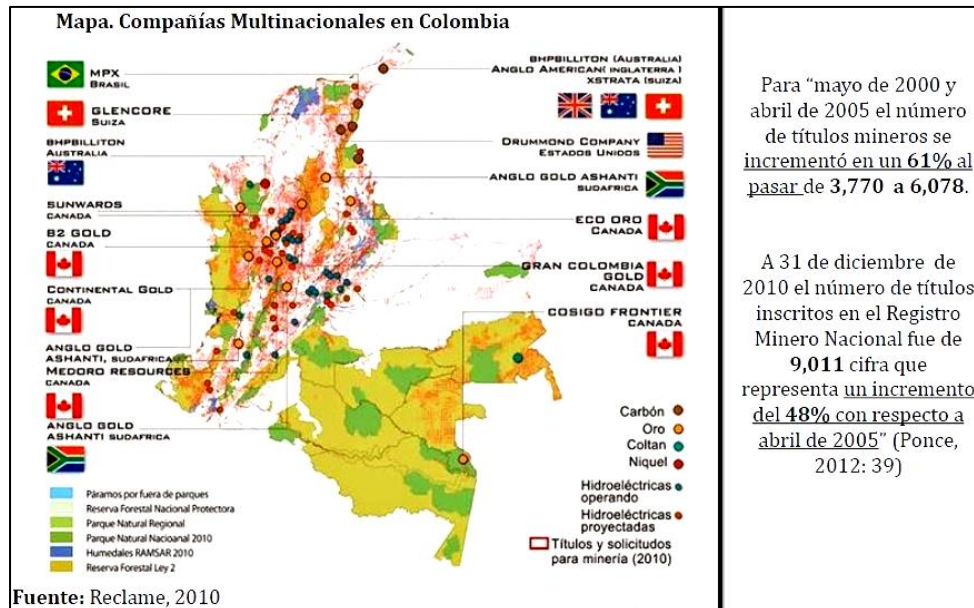 Mapa. Compañías Multinacionales en Colombia
MPX
BRASIL
GLENCORE
SUIZA
BHPBILLITON
AUSTRALIA
SUNWARDS
CANADA
B2 GOLD
CANADA
CONTINENTAL GOLD
CANADA
ANGLO GOLD
ASHANTI, SUDAFRICA
MEDORO RESOURCES
CANADA
ANGLO GOLD
ASHANTI SUDAFRICA
BHPBILLITON (AUSTRALIA)
ANGLO AMERICAN( INGLATERRA )
XSTRATA (SUIZA)
DRUMMOND COMPANY
ESTADOS UNIDOS
ANGLO GOLD ASHANTI
SUDAFRICA
ECO ORO
CANADA
GRAN COLOMBIA
GOLD
CANADA
COSIGO FRONTIER
CANADA
Carbón
Oro
Coltan
Niquel
Hidroeléctricas
operando
Hidroeléctricas
proyectadas
Títulos y solicitudos
para minería (2010)
Páramos por fuera de parques
Reserva Forestal Nacional Protectora
Parque Natural Regional
Parque Natural Nacioanal 2010
Humedales RAMSAR 2010
Reserva Forestal Ley 2
Fuente: Reclame, 2010
Para “mayo de 2000 y
abril de 2005 el número
de títulos mineros se
incrementó en un 61% al
pasar de 3,770 a 6,078.
A 31 de diciembre de
2010 el número de títulos
inscritos en el Registro
Minero Nacional fue de
9,011 cifra que
representa un incremento
del 48% con respecto a
abril de 2005” (Ponce,
2012: 39)